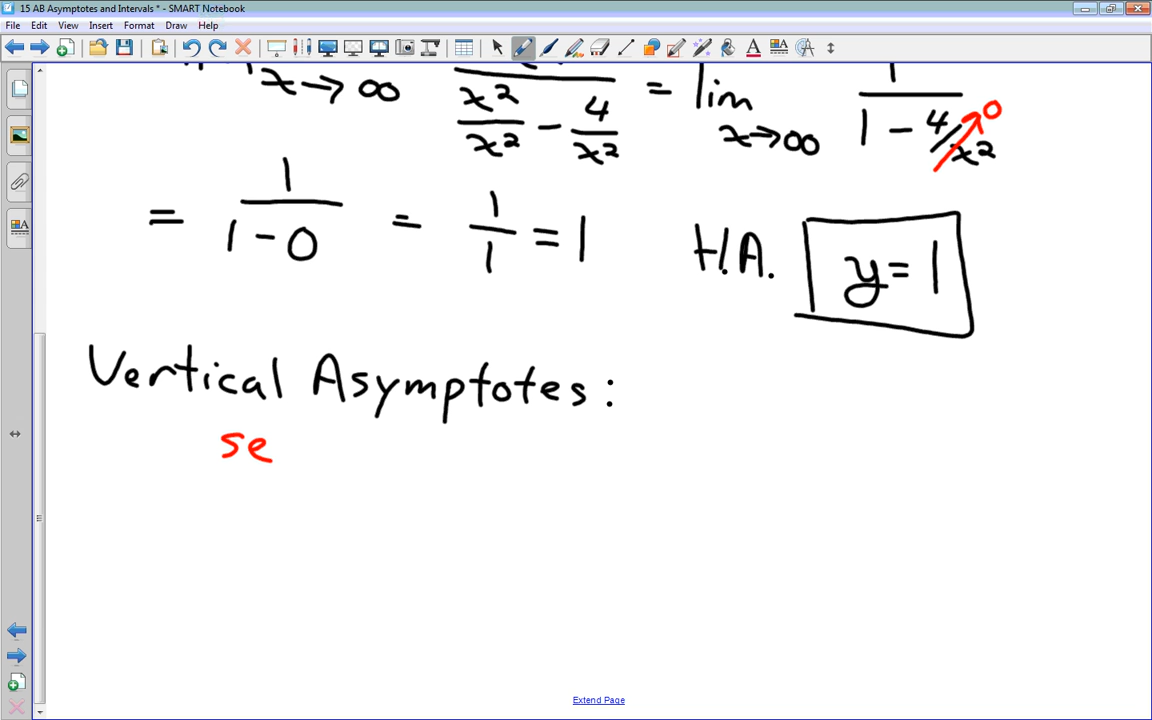 15 AB Asymptotes and Intervals * - SMART Notebook
File Edit View Insert Format Draw Help
x→∞ x²/x² - 4/x² = lim x→∞ 1/(1 - 4/x²) 0
= 1/(1 - 0) = 1/1 = 1 H.A. y = 1
Vertical Asymptotes:
se
Extend Page